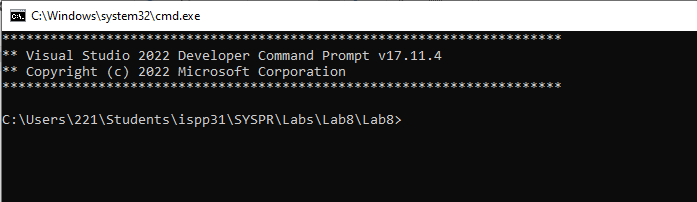 C:\Windows\system32\cmd.exe
**********************************************************************
** Visual Studio 2022 Developer Command Prompt v17.11.4
** Copyright (c) 2022 Microsoft Corporation
**********************************************************************
C:\Users\221\Students\ispp31\SYSPR\Labs\Lab8\Lab8>